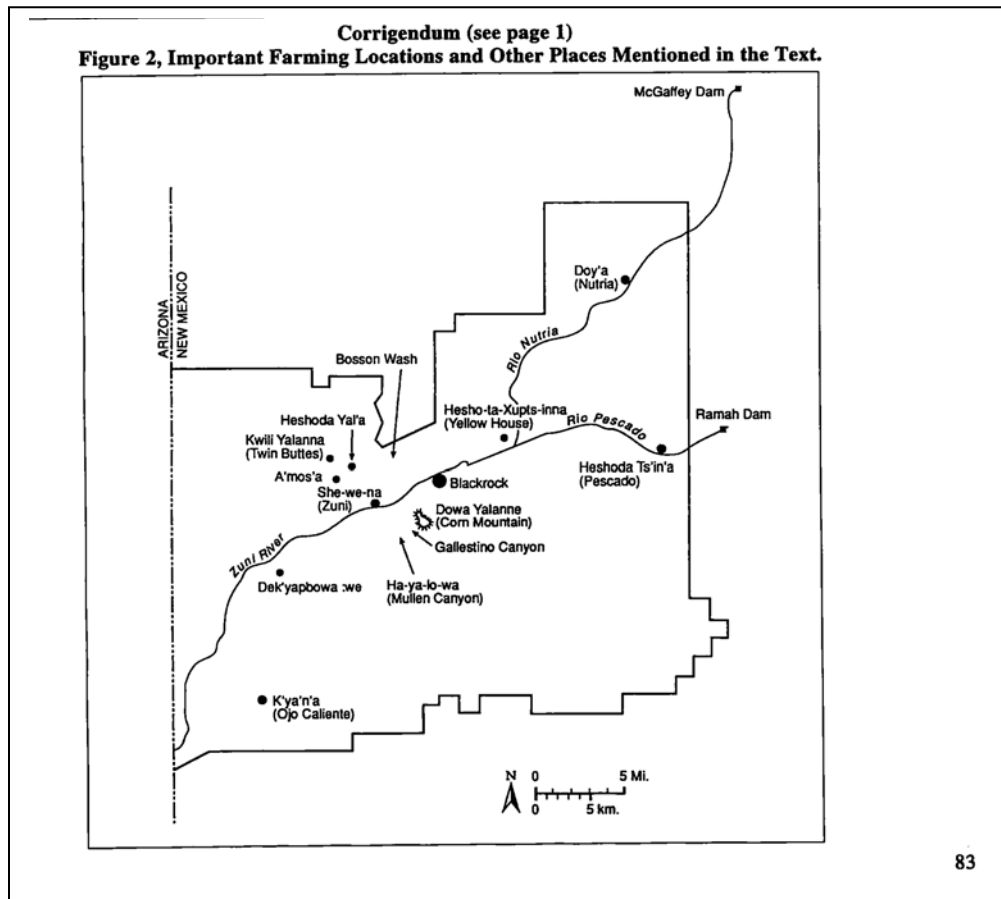 Corrigendum (see page 1)
Figure 2, Important Farming Locations and Other Places Mentioned in the Text.
McGaffey Dam
ARIZONA
NEW MEXICO
Doy'a
(Nutria)
Rio Nutria
Bosson Wash
Hesho-ta-Xupts-inna
(Yellow House)
Rio Pescado
Ramah Dam
Heshoda Yal'a
Kwili Yalanna
(Twin Buttes)
A'mos'a
She-we-na
(Zuni)
Blackrock
Heshoda Ts'in'a
(Pescado)
Dowa Yalanne
(Corn Mountain)
Gallestino Canyon
Zuni River
Dek'yapbowa :we
Ha-ya-lo-wa
(Mullen Canyon)
K'ya'n'a
(Ojo Caliente)
N
0 5 Mi.
0 5 km.
83